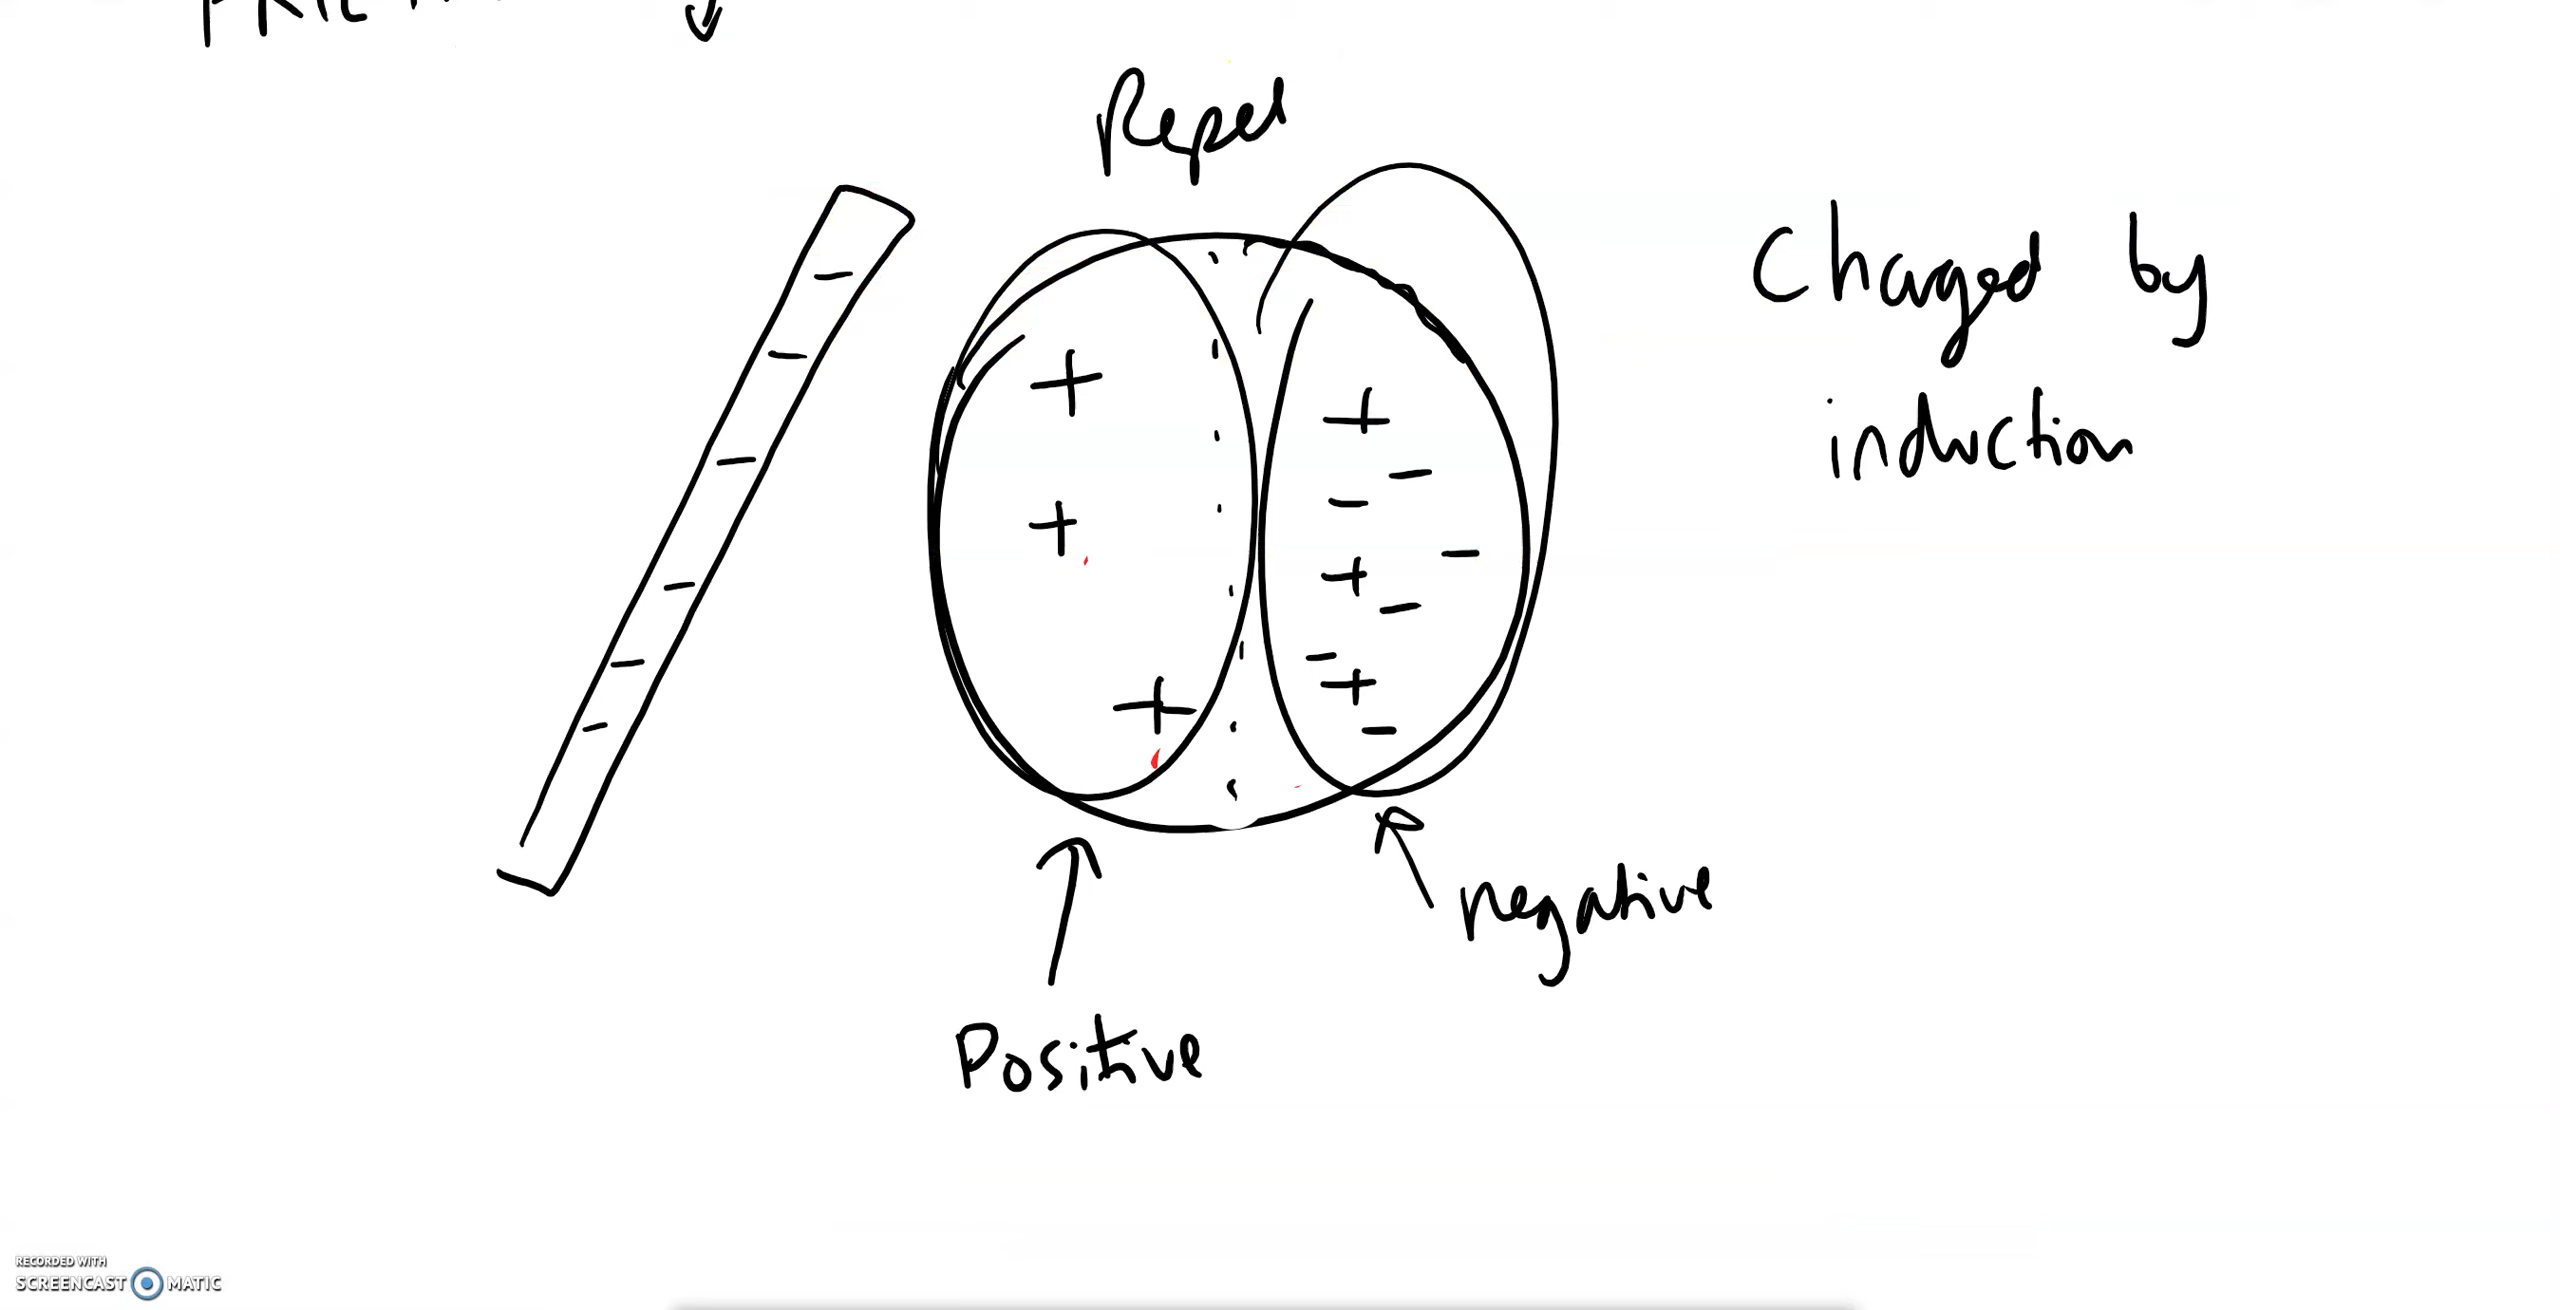 Repel
Charged by
induction
+
+
+
+
-
-
-
+
-
-
+
-
-
-
-
-
-
-
negative
Positive
RECORDED WITH
SCREENCAST MATIC